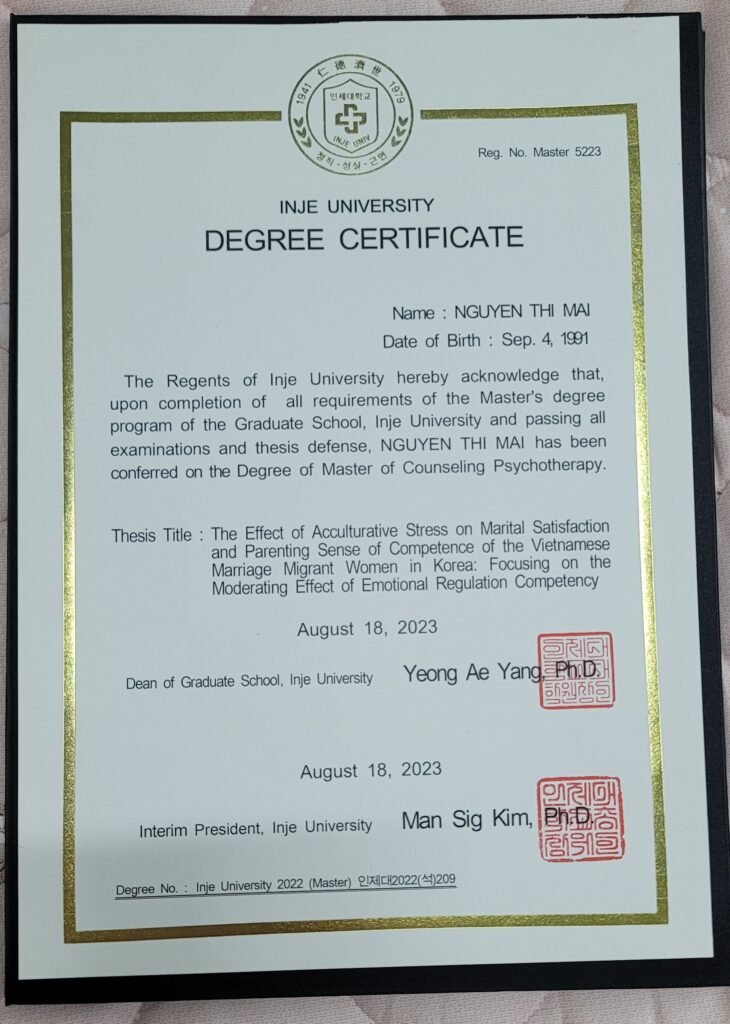 1941 仁德濟世 1979
인제대학교
INJE UNIV
정직·성실·근면
Reg. No. Master 5223
INJE UNIVERSITY
DEGREE CERTIFICATE
Name : NGUYEN THI MAI
Date of Birth : Sep. 4, 1991
The Regents of Inje University hereby acknowledge that,
upon completion of all requirements of the Master's degree
program of the Graduate School, Inje University and passing all
examinations and thesis defense, NGUYEN THI MAI has been
conferred on the Degree of Master of Counseling Psychotherapy.
Thesis Title : The Effect of Acculturative Stress on Marital Satisfaction
and Parenting Sense of Competence of the Vietnamese
Marriage Migrant Women in Korea: Focusing on the
Moderating Effect of Emotional Regulation Competency
August 18, 2023
Dean of Graduate School, Inje University Yeong Ae Yang, Ph.D.
August 18, 2023
Interim President, Inje University Man Sig Kim, Ph.D.
Degree No. : Inje University 2022 (Master) 인제대2022(석)209